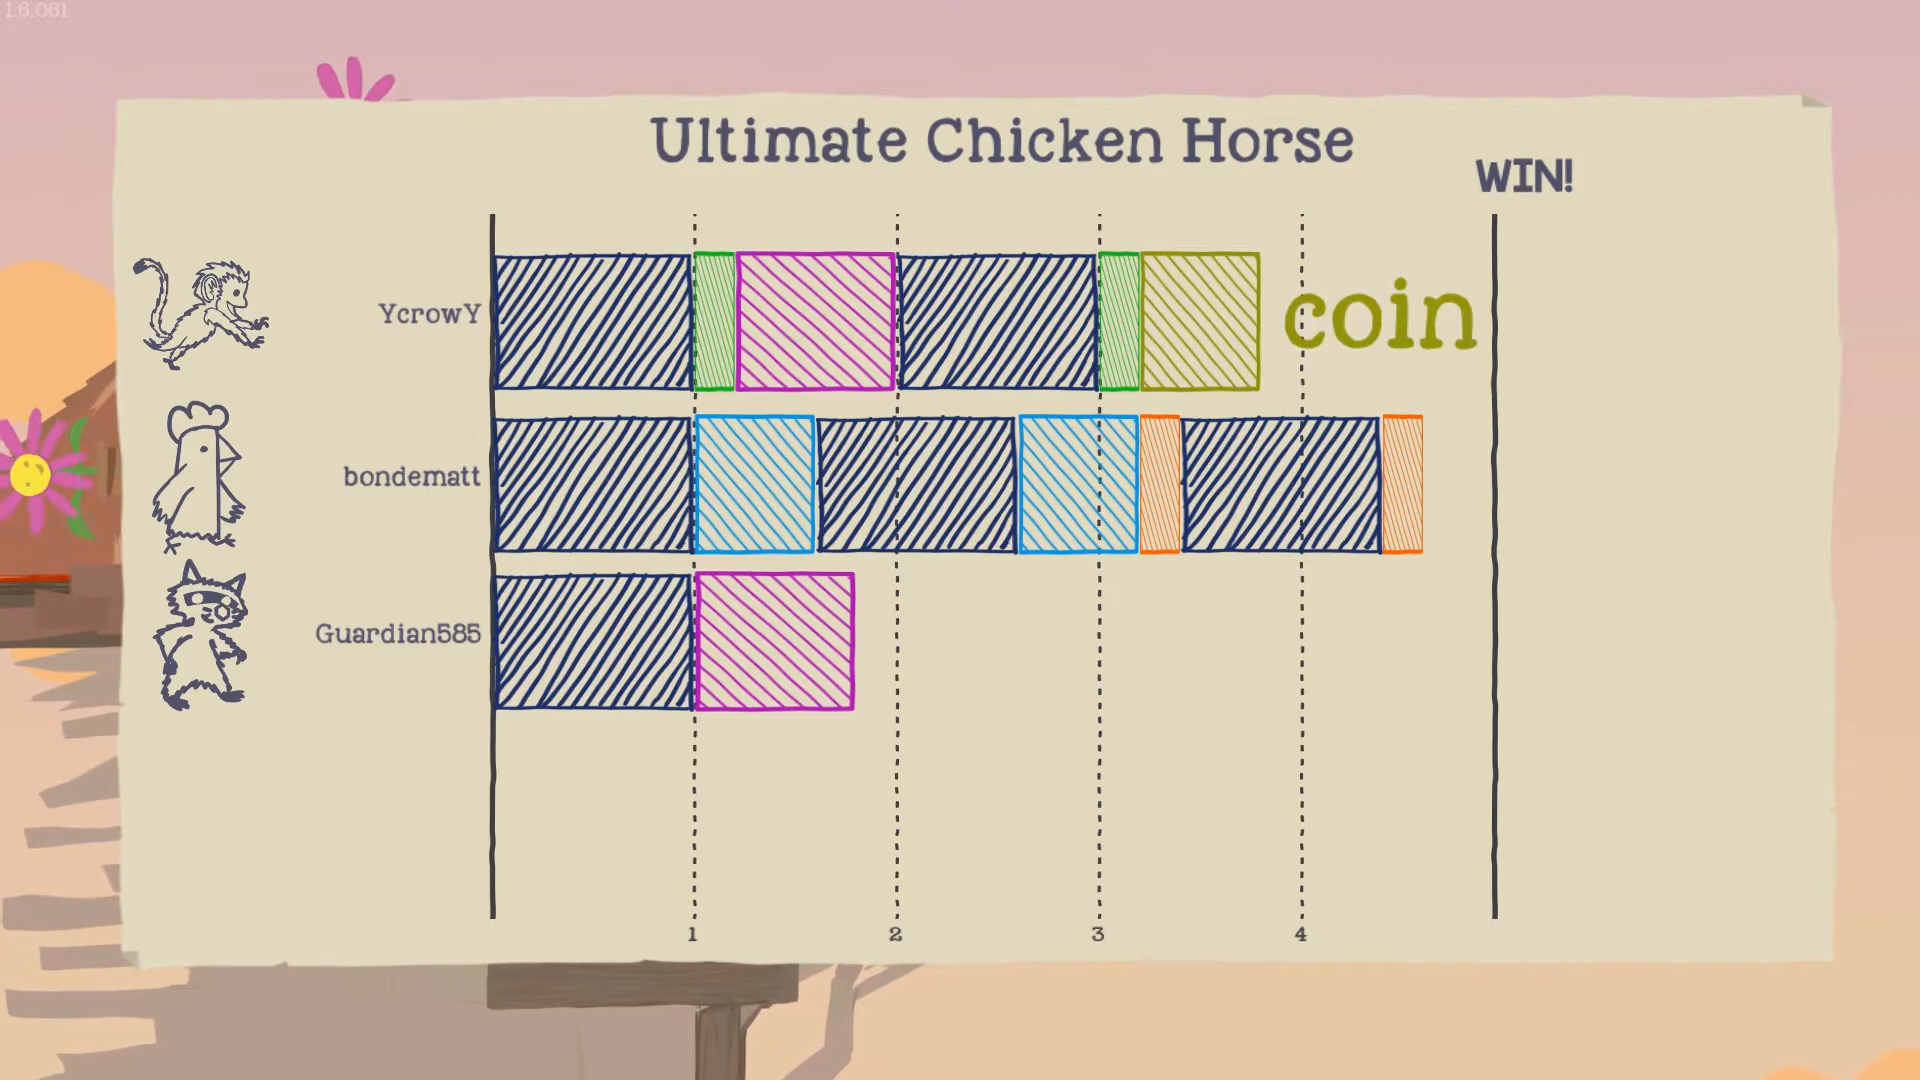 1.6.061
Ultimate Chicken Horse
WIN!
YcrowY
coin
bondematt
Guardian585
1 2 3 4